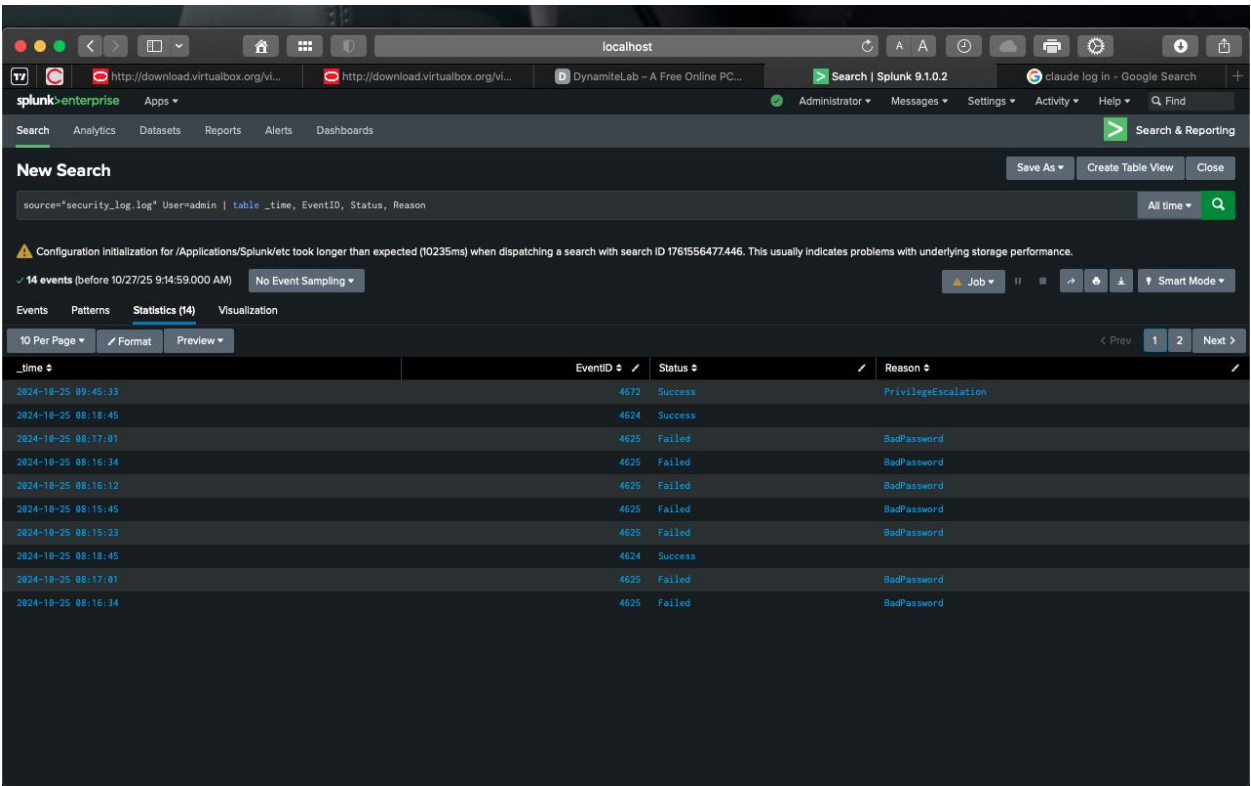 localhost
A A
17 C http://download.virtualbox.org/vi... http://download.virtualbox.org/vi... D DynamiteLab – A Free Online PC... Search | Splunk 9.1.0.2 claude log in - Google Search
splunk>enterprise Apps Administrator Messages Settings Activity Help Find
Search Analytics Datasets Reports Alerts Dashboards Search & Reporting
New Search Save As Create Table View Close
source="security_log.log" User=admin | table _time, EventID, Status, Reason All time
Configuration initialization for /Applications/Splunk/etc took longer than expected (10235ms) when dispatching a search with search ID 1761556477.446. This usually indicates problems with underlying storage performance.
14 events (before 10/27/25 9:14:59.000 AM) No Event Sampling Job Smart Mode
Events Patterns Statistics (14) Visualization
10 Per Page Format Preview < Prev 1 2 Next >
_time EventID Status Reason
2024-10-25 09:45:33 4672 Success PrivilegeEscalation
2024-10-25 08:18:45 4624 Success
2024-10-25 08:17:01 4625 Failed BadPassword
2024-10-25 08:16:34 4625 Failed BadPassword
2024-10-25 08:16:12 4625 Failed BadPassword
2024-10-25 08:15:45 4625 Failed BadPassword
2024-10-25 08:15:23 4625 Failed BadPassword
2024-10-25 08:18:45 4624 Success
2024-10-25 08:17:01 4625 Failed BadPassword
2024-10-25 08:16:34 4625 Failed BadPassword